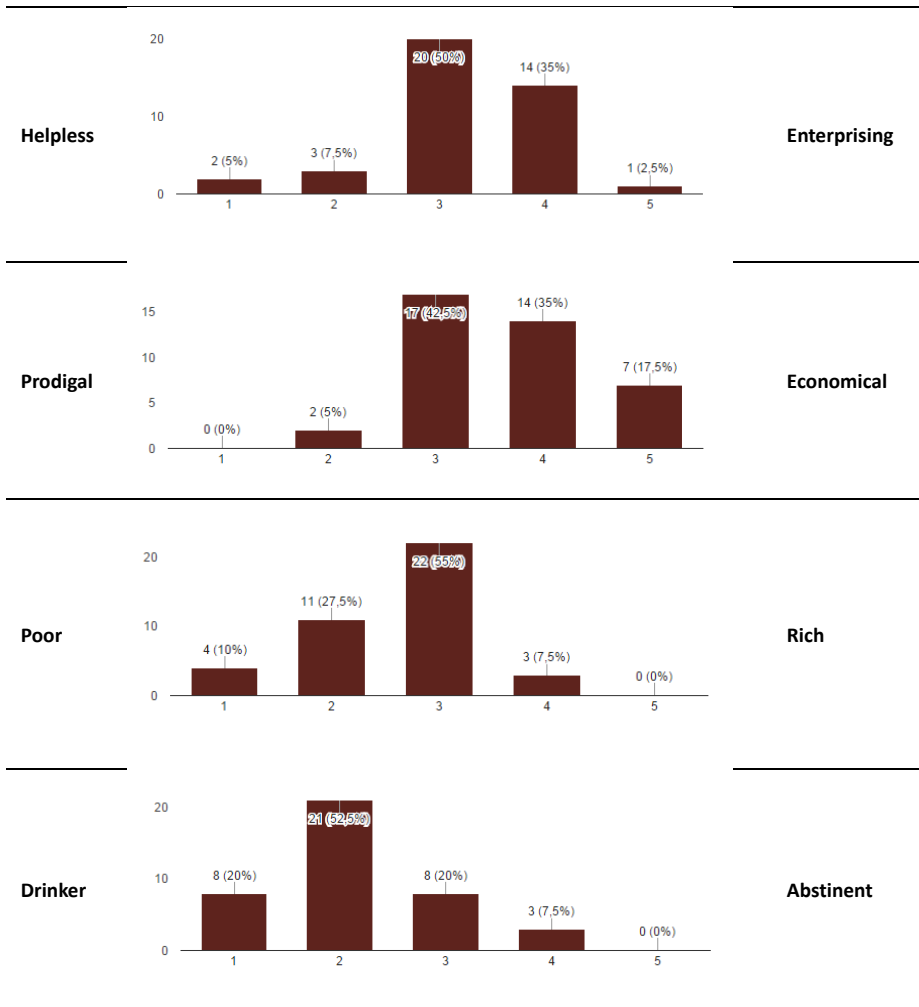 20
20 (50%)
14 (35%)
10
Helpless
Enterprising
2 (5%)
3 (7,5%)
1 (2,5%)
0
1 2 3 4 5
15
17 (42,5%)
14 (35%)
10
Prodigal
Economical
7 (17,5%)
5
2 (5%)
0 (0%)
0
1 2 3 4 5
20
22 (55%)
11 (27,5%)
10
Poor
Rich
4 (10%)
3 (7,5%)
0 (0%)
0
1 2 3 4 5
20
21 (52,5%)
10
8 (20%)
8 (20%)
Drinker
Abstinent
3 (7,5%)
0 (0%)
0
1 2 3 4 5